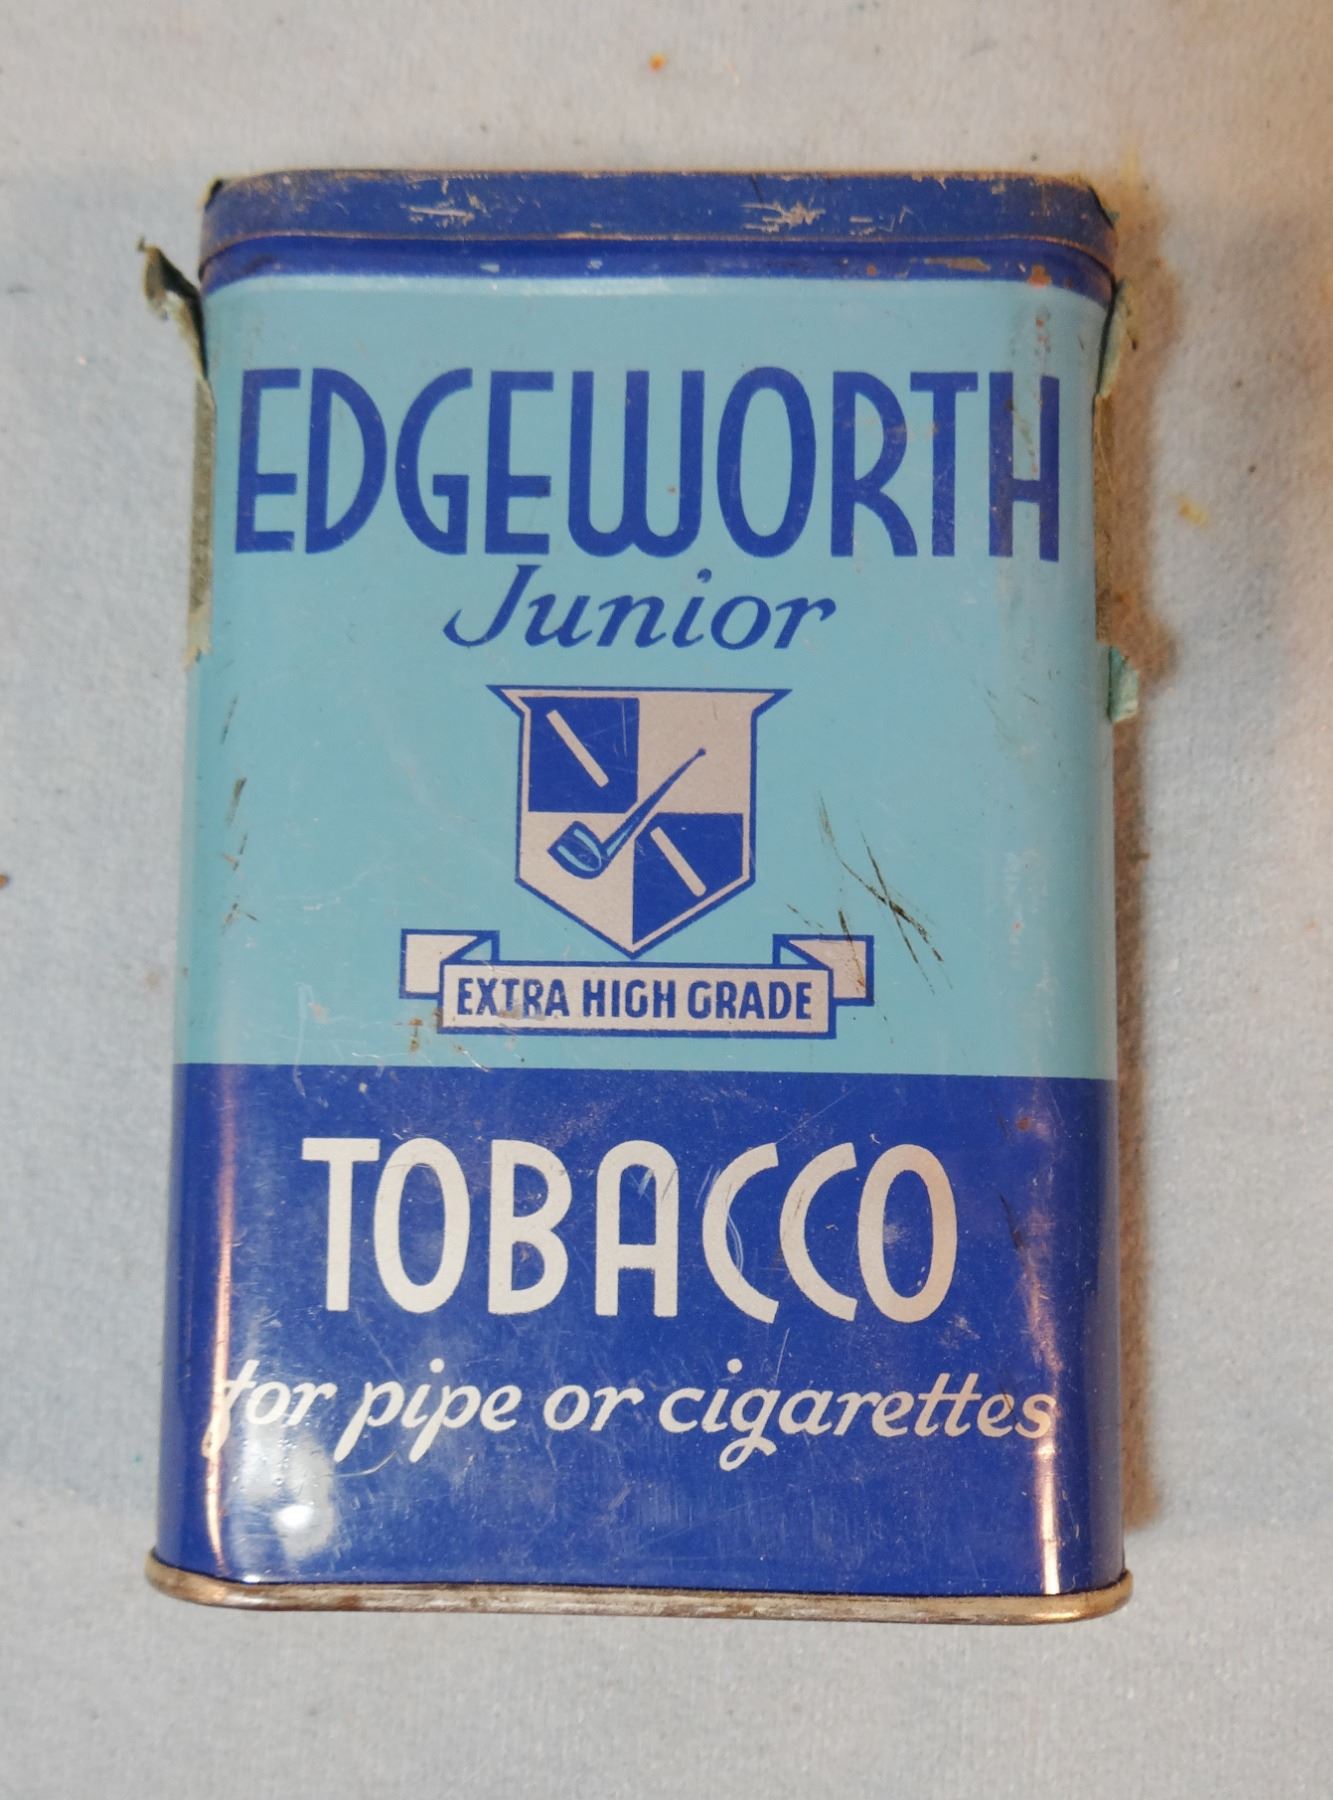 EDGEWORTH
Junior
EXTRA HIGH GRADE
TOBACCO
for pipe or cigarettes